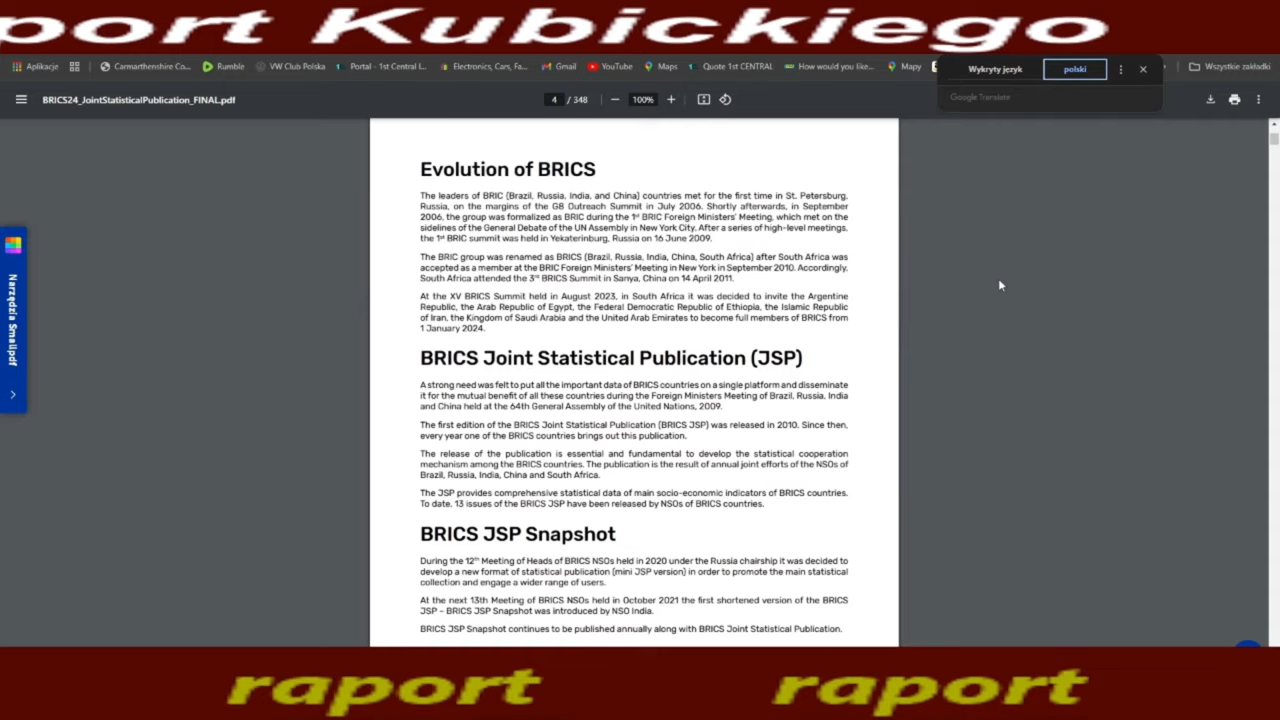 port Kubickiego
Aplikacje Carmarthenshire Co... Rumble VW Club Polska Portal - 1st Central I... Electronics, Cars, Fa... Gmail YouTube Maps Quote 1st CENTRAL How would you like... Mapy Wszystkie zakładki
Wykryty język polski
Google Translate
BRICS24_JointStatisticalPublication_FINAL.pdf 4 / 348 100%
Narzędzia Smallpdf
Evolution of BRICS
The leaders of BRIC (Brazil, Russia, India, and China) countries met for the first time in St. Petersburg,
Russia, on the margins of the G8 Outreach Summit in July 2006. Shortly afterwards, in September
2006, the group was formalized as BRIC during the 1st BRIC Foreign Ministers' Meeting, which met on the
sidelines of the General Debate of the UN Assembly in New York City. After a series of high-level meetings,
the 1st BRIC summit was held in Yekaterinburg, Russia on 16 June 2009.
The BRIC group was renamed as BRICS (Brazil, Russia, India, China, South Africa) after South Africa was
accepted as a member at the BRIC Foreign Ministers' Meeting in New York in September 2010. Accordingly,
South Africa attended the 3rd BRICS Summit in Sanya, China on 14 April 2011.
At the XV BRICS Summit held in August 2023, in South Africa it was decided to invite the Argentine
Republic, the Arab Republic of Egypt, the Federal Democratic Republic of Ethiopia, the Islamic Republic
of Iran, the Kingdom of Saudi Arabia and the United Arab Emirates to become full members of BRICS from
1 January 2024.
BRICS Joint Statistical Publication (JSP)
A strong need was felt to put all the important data of BRICS countries on a single platform and disseminate
it for the mutual benefit of all these countries during the Foreign Ministers Meeting of Brazil, Russia, India
and China held at the 64th General Assembly of the United Nations, 2009.
The first edition of the BRICS Joint Statistical Publication (BRICS JSP) was released in 2010. Since then,
every year one of the BRICS countries brings out this publication.
The release of the publication is essential and fundamental to develop the statistical cooperation
mechanism among the BRICS countries. The publication is the result of annual joint efforts of the NSOs of
Brazil, Russia, India, China and South Africa.
The JSP provides comprehensive statistical data of main socio-economic indicators of BRICS countries.
To date, 13 issues of the BRICS JSP have been released by NSOs of BRICS countries.
BRICS JSP Snapshot
During the 12th Meeting of Heads of BRICS NSOs held in 2020 under the Russia chairship it was decided to
develop a new format of statistical publication (mini JSP version) in order to promote the main statistical
collection and engage a wider range of users.
At the next 13th Meeting of BRICS NSOs held in October 2021 the first shortened version of the BRICS
JSP – BRICS JSP Snapshot was introduced by NSO India.
BRICS JSP Snapshot continues to be published annually along with BRICS Joint Statistical Publication.
raport raport